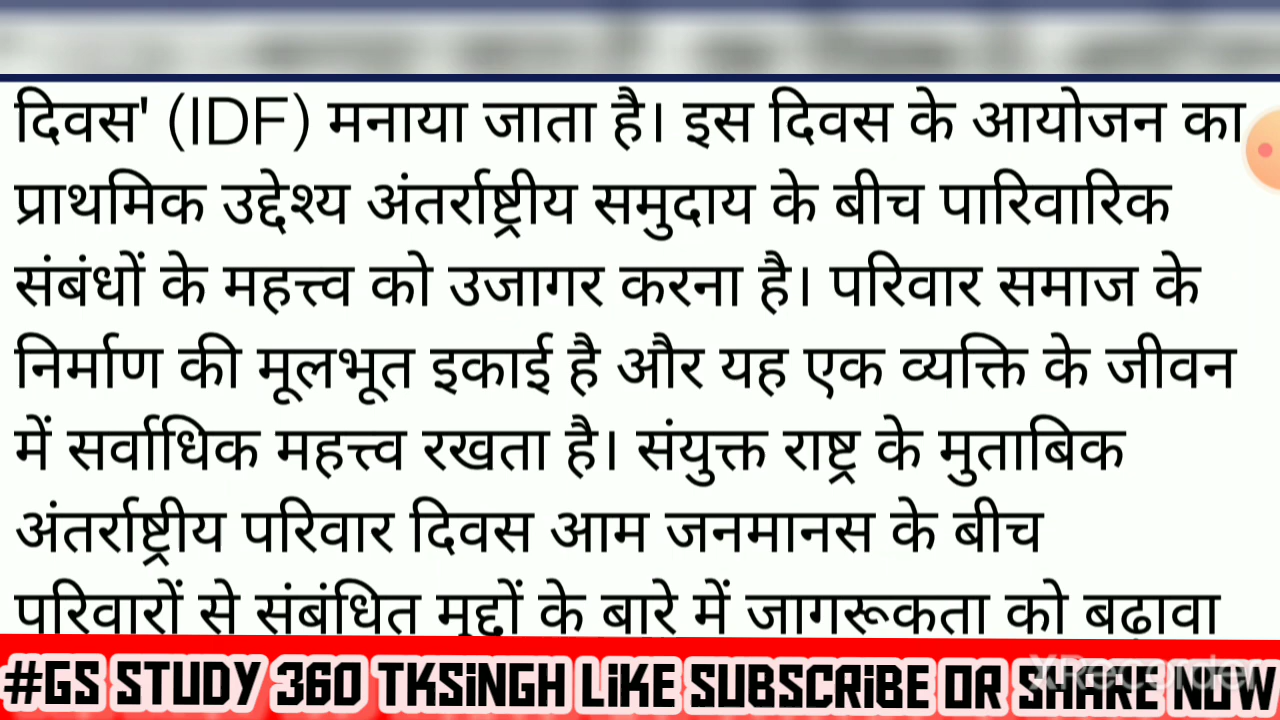 दिवस' (IDF) मनाया जाता है। इस दिवस के आयोजन का
प्राथमिक उद्देश्य अंतर्राष्ट्रीय समुदाय के बीच पारिवारिक
संबंधों के महत्त्व को उजागर करना है। परिवार समाज के
निर्माण की मूलभूत इकाई है और यह एक व्यक्ति के जीवन
में सर्वाधिक महत्त्व रखता है। संयुक्त राष्ट्र के मुताबिक
अंतर्राष्ट्रीय परिवार दिवस आम जनमानस के बीच
परिवारों से संबंधित मुद्दों के बारे में जागरूकता को बढ़ावा
#GS STUDY 360 TKSiNGH LiKE SUBSCRiBE OR SHARE NOW
XRecorder